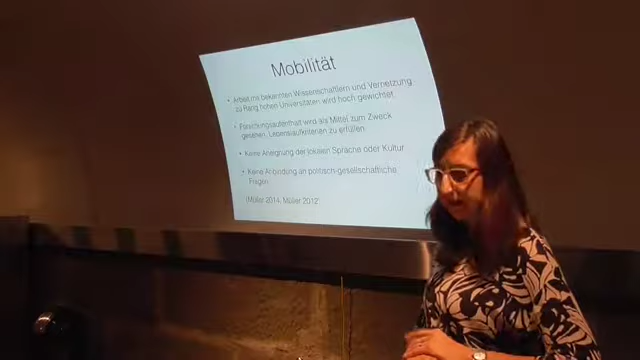 Mobilität
• Arbeit mit bekannten Wissenschaftlern und Vernetzung
zu Rang hohen Universitäten wird hoch gewichtet.
• Forschungsaufenthalt wird als Mittel zum Zweck
gesehen, Lebenslaufkriterien zu erfüllen.
• Keine Aneignung der lokalen Sprache oder Kultur
• Keine Anbindung an politisch-gesellschaftliche
Fragen
(Müller 2014, Müller 2012)